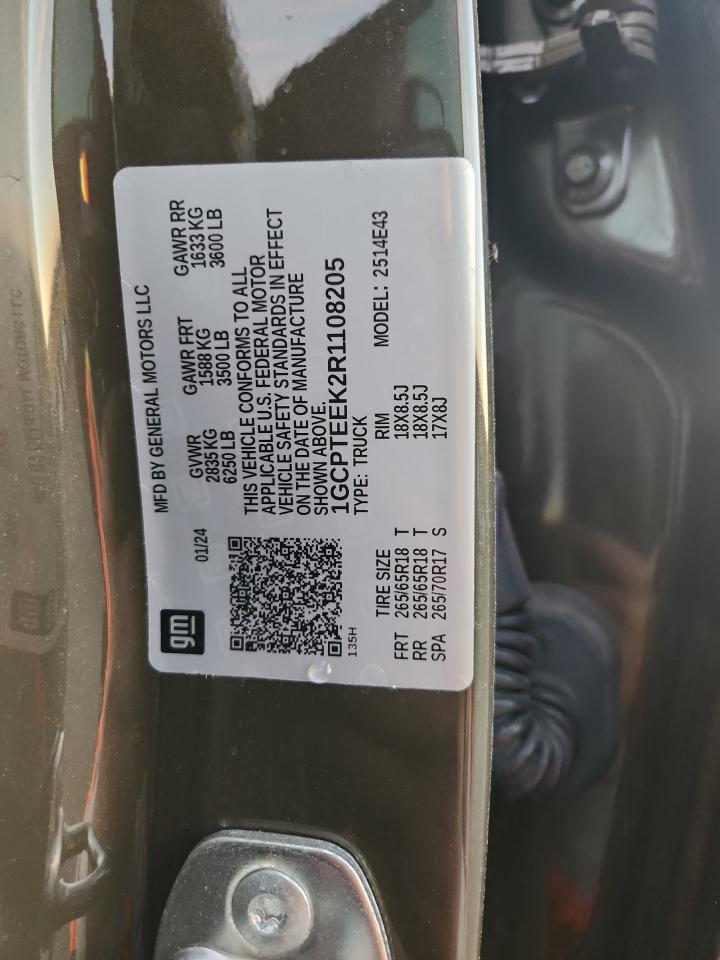 gm
01/24
MFD BY GENERAL MOTORS LLC
GVWR GAWR FRT GAWR RR
2835 KG 1588 KG 1633 KG
6250 LB 3500 LB 3600 LB
THIS VEHICLE CONFORMS TO ALL
APPLICABLE U.S. FEDERAL MOTOR
VEHICLE SAFETY STANDARDS IN EFFECT
ON THE DATE OF MANUFACTURE
SHOWN ABOVE.
1GCPTEEK2R1108205
135H
TYPE: TRUCK MODEL: 2514E43
TIRE SIZE RIM
FRT 265/65R18 T 18X8.5J
RR 265/65R18 T 18X8.5J
SPA 265/70R17 S 17X8J